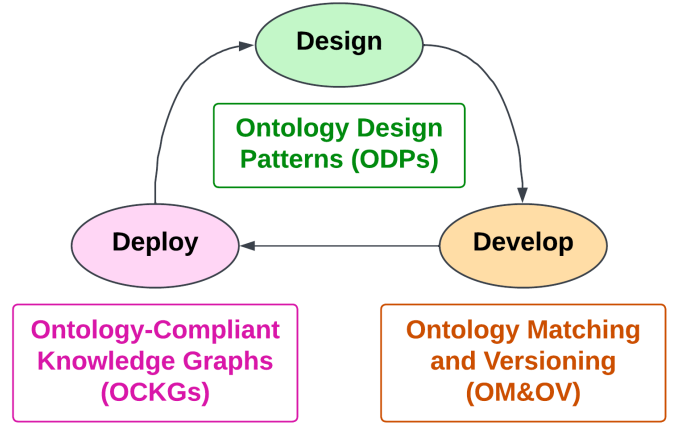 Design
Ontology Design
Patterns (ODPs)
Deploy
Develop
Ontology-Compliant
Knowledge Graphs
(OCKGs)
Ontology Matching
and Versioning
(OM&OV)